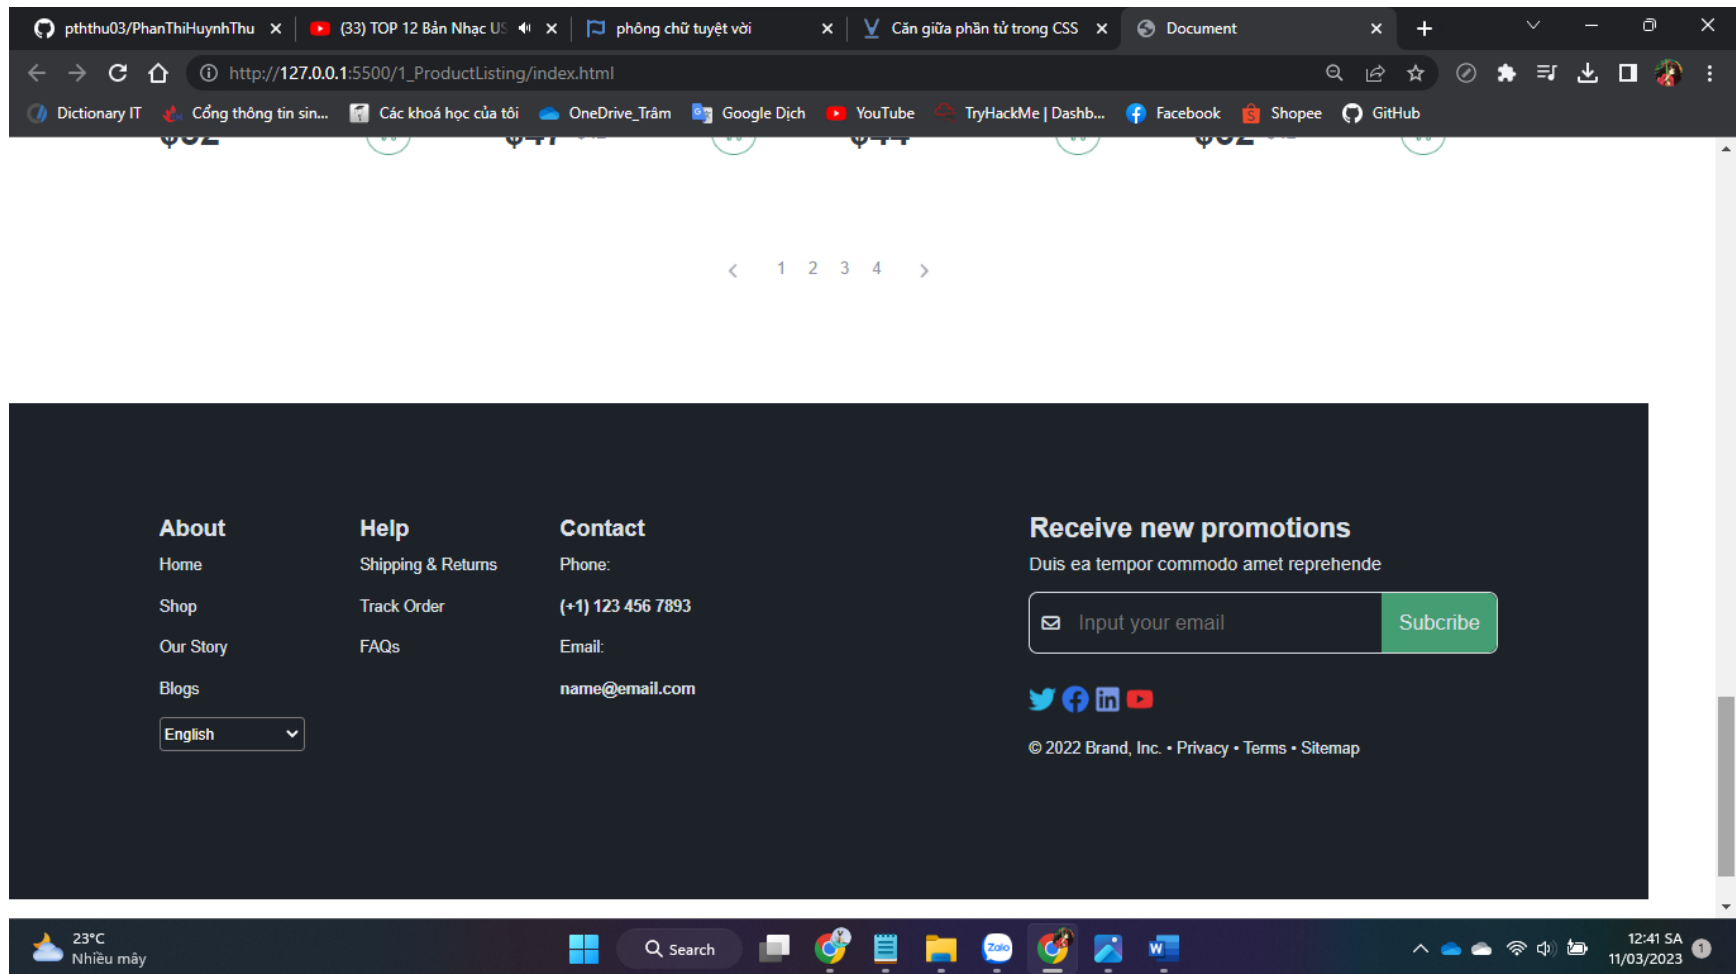 pththu03/PhanThiHuynhThu
(33) TOP 12 Bản Nhạc US
phông chữ tuyệt vời
Căn giữa phần tử trong CSS
Document
http://127.0.0.1:5500/1_ProductListing/index.html
Dictionary IT
Cổng thông tin sin...
Các khoá học của tôi
OneDrive_Trâm
Google Dịch
YouTube
TryHackMe | Dashb...
Facebook
Shopee
GitHub
1 2 3 4
About
Home
Shop
Our Story
Blogs
English
Help
Shipping & Returns
Track Order
FAQs
Contact
Phone:
(+1) 123 456 7893
Email:
name@email.com
Receive new promotions
Duis ea tempor commodo amet reprehende
Input your email
Subcribe
© 2022 Brand, Inc. • Privacy • Terms • Sitemap
23°C
Nhiều mây
Search
Zalo
12:41 SA
11/03/2023
1